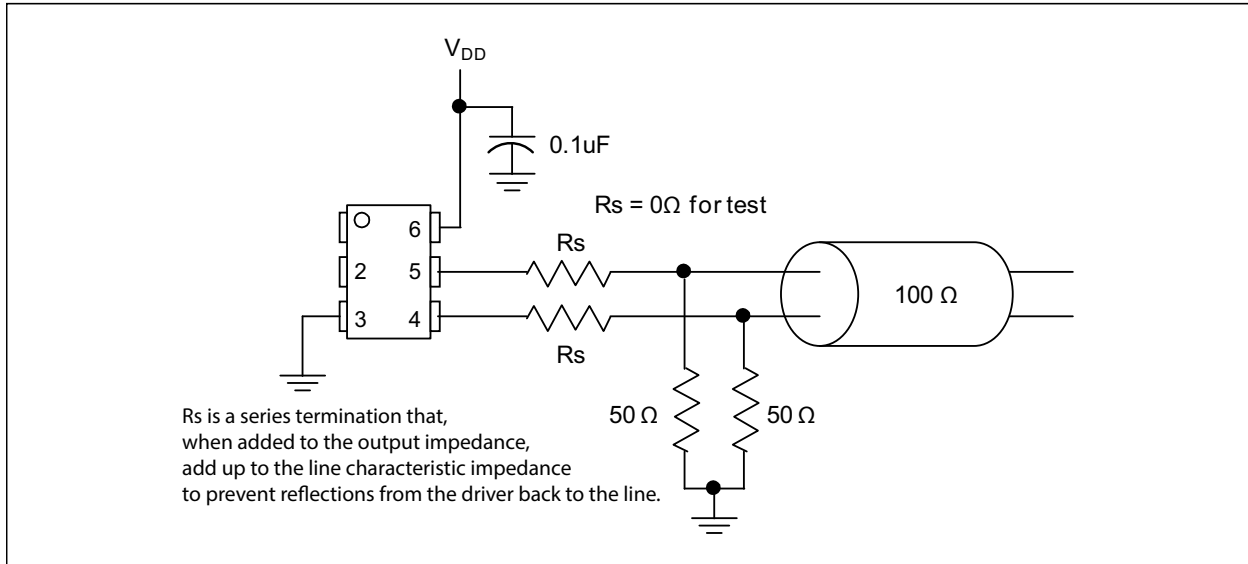 VDD
0.1uF
Rs = 0Ω for test
6
Rs
2 5
100 Ω
3 4
Rs
50 Ω 50 Ω
Rs is a series termination that,
when added to the output impedance,
add up to the line characteristic impedance
to prevent reflections from the driver back to the line.